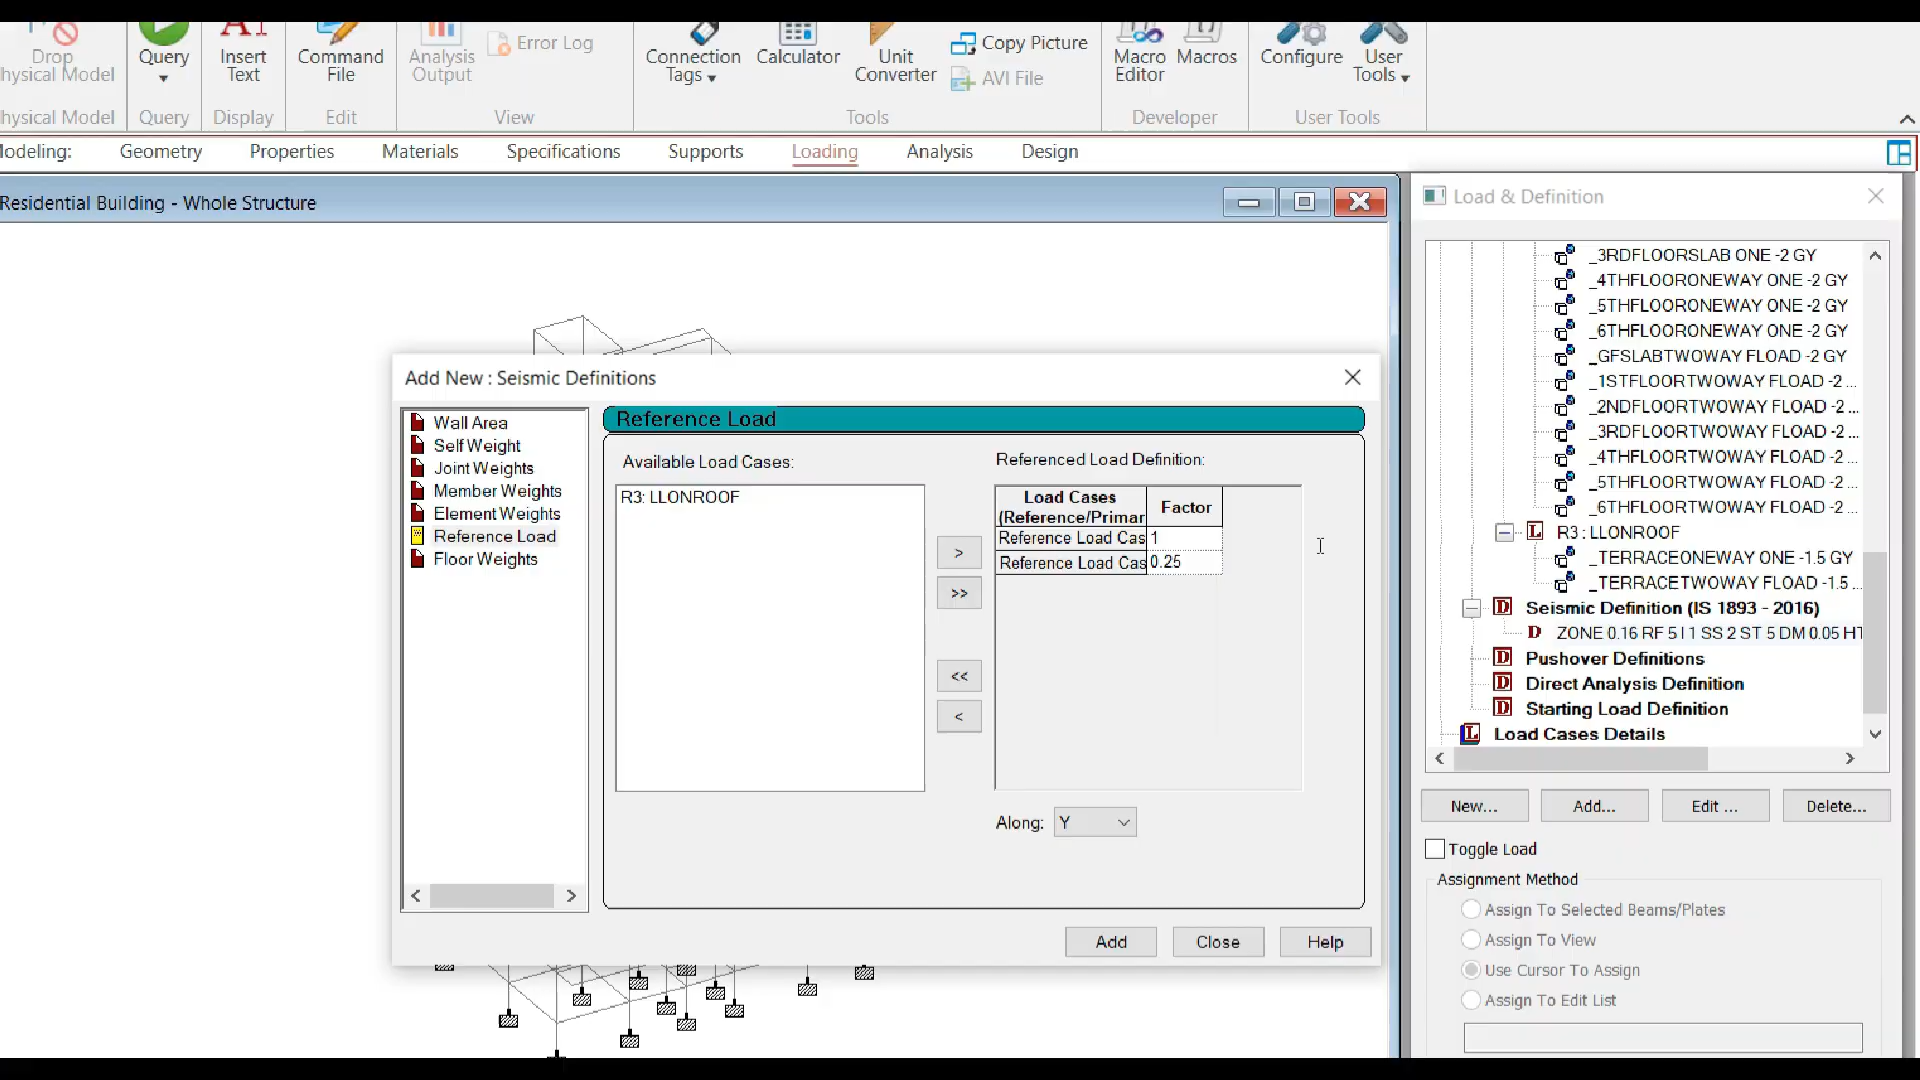 Drop
hysical Model
hysical Model
Query
Query
Insert
Text
Display
Command
File
Edit
Analysis
Output
Error Log
View
Connection
Tags
Calculator
Unit
Converter
Copy Picture
AVI File
Tools
Macro
Editor
Macros
Developer
Configure
User
Tools
User Tools
odeling:
Geometry
Properties
Materials
Specifications
Supports
Loading
Analysis
Design
Residential Building - Whole Structure
Add New : Seismic Definitions
Wall Area
Self Weight
Joint Weights
Member Weights
Element Weights
Reference Load
Floor Weights
Reference Load
Available Load Cases:
R3: LLONROOF
>
>>
<<
<
Referenced Load Definition:
Load Cases
(Reference/Primar
Factor
Reference Load Cas 1
Reference Load Cas 0.25
Along: Y
Add
Close
Help
Load & Definition
_3RDFLOORSLAB ONE -2 GY
_4THFLOORONEWAY ONE -2 GY
_5THFLOORONEWAY ONE -2 GY
_6THFLOORONEWAY ONE -2 GY
_GFSLABTWOWAY FLOAD -2 GY
_1STFLOORTWOWAY FLOAD -2 ...
_2NDFLOORTWOWAY FLOAD -2 ...
_3RDFLOORTWOWAY FLOAD -2 ...
_4THFLOORTWOWAY FLOAD -2 ...
_5THFLOORTWOWAY FLOAD -2 ...
_6THFLOORTWOWAY FLOAD -2 ...
L R3 : LLONROOF
_TERRACEONEWAY ONE -1.5 GY
_TERRACETWOWAY FLOAD -1.5 ...
D Seismic Definition (IS 1893 - 2016)
D ZONE 0.16 RF 5 I 1 SS 2 ST 5 DM 0.05 HT
D Pushover Definitions
D Direct Analysis Definition
D Starting Load Definition
L Load Cases Details
New...
Add...
Edit ...
Delete...
Toggle Load
Assignment Method
Assign To Selected Beams/Plates
Assign To View
Use Cursor To Assign
Assign To Edit List